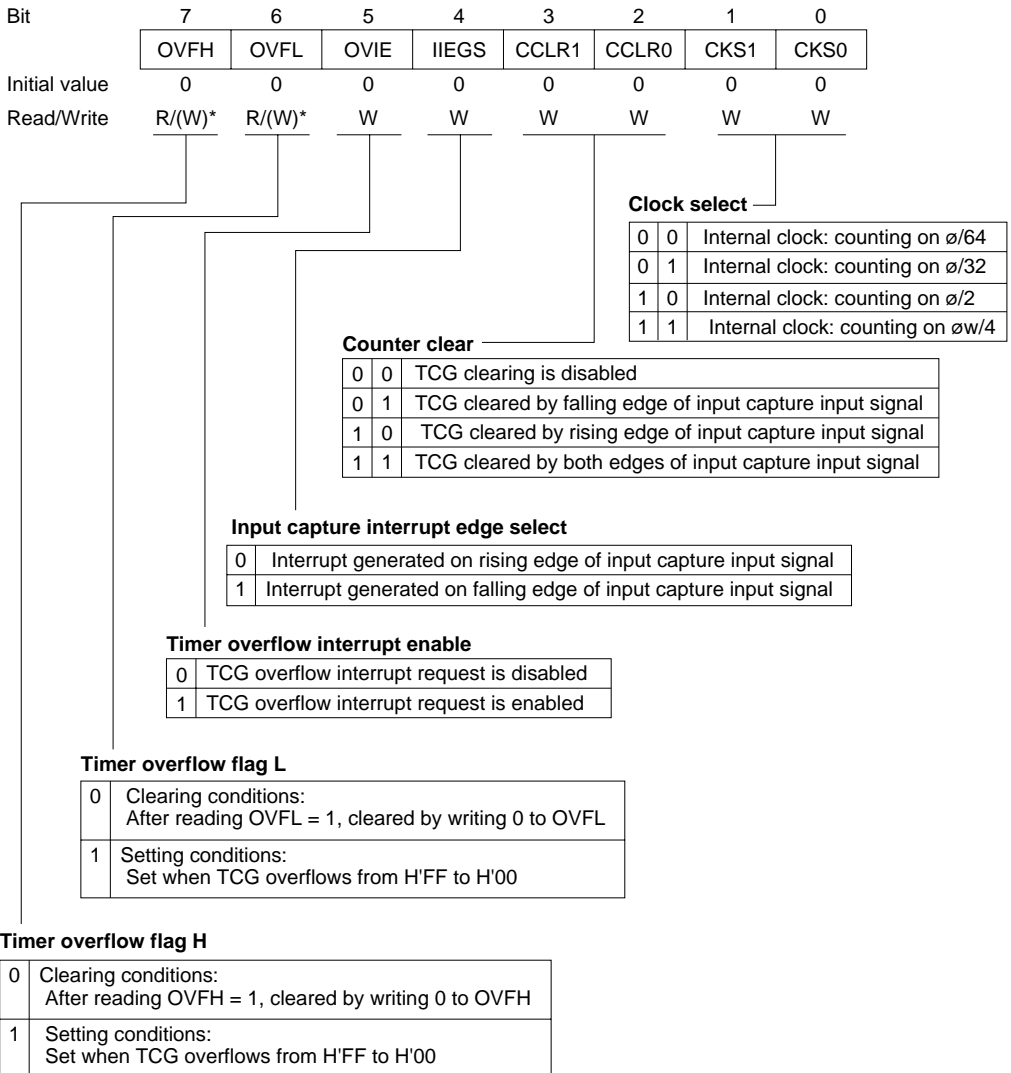 Bit 7 6 5 4 3 2 1 0
OVFH OVFL OVIE IIEGS CCLR1 CCLR0 CKS1 CKS0
Initial value 0 0 0 0 0 0 0 0
Read/Write R/(W)* R/(W)* W W W W W W
Clock select
0 0 Internal clock: counting on ø/64
0 1 Internal clock: counting on ø/32
1 0 Internal clock: counting on ø/2
1 1 Internal clock: counting on øw/4
Counter clear
0 0 TCG clearing is disabled
0 1 TCG cleared by falling edge of input capture input signal
1 0 TCG cleared by rising edge of input capture input signal
1 1 TCG cleared by both edges of input capture input signal
Input capture interrupt edge select
0 Interrupt generated on rising edge of input capture input signal
1 Interrupt generated on falling edge of input capture input signal
Timer overflow interrupt enable
0 TCG overflow interrupt request is disabled
1 TCG overflow interrupt request is enabled
Timer overflow flag L
0 Clearing conditions:
After reading OVFL = 1, cleared by writing 0 to OVFL
1 Setting conditions:
Set when TCG overflows from H'FF to H'00
Timer overflow flag H
0 Clearing conditions:
After reading OVFH = 1, cleared by writing 0 to OVFH
1 Setting conditions:
Set when TCG overflows from H'FF to H'00